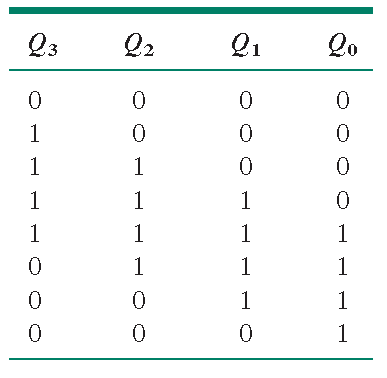 Q₃ Q₂ Q₁ Q₀
0 0 0 0
1 0 0 0
1 1 0 0
1 1 1 0
1 1 1 1
0 1 1 1
0 0 1 1
0 0 0 1